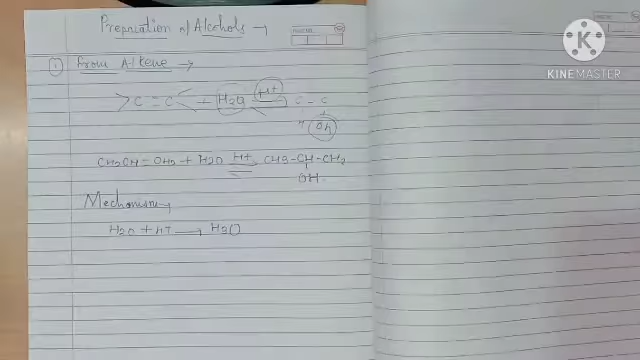 Preparation of Alcohols →
① from Alkene →
>C = C< + H2O H+ C - C
H OH
CH3CH = CH2 + H2O H+ CH3-CH-CH3
OH
Mechanism →
H2O + H+ → H3O
K
KINEMASTER